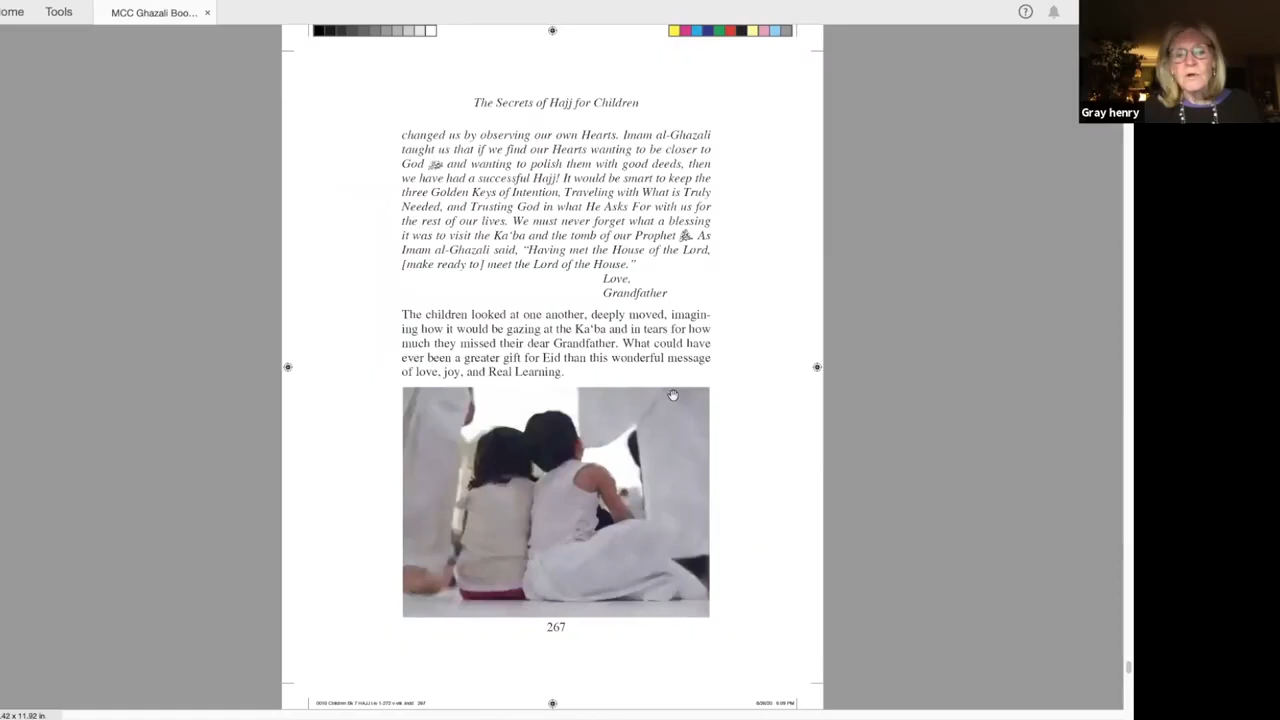 ome
Tools
MCC Ghazali Boo... ×
?
Gray henry
The Secrets of Hajj for Children
changed us by observing our own Hearts. Imam al-Ghazali
taught us that if we find our Hearts wanting to be closer to
God ﷻ and wanting to polish them with good deeds, then
we have had a successful Hajj! It would be smart to keep the
three Golden Keys of Intention, Traveling with What is Truly
Needed, and Trusting God in what He Asks For with us for
the rest of our lives. We must never forget what a blessing
it was to visit the Ka‘ba and the tomb of our Prophet ﷺ As
Imam al-Ghazali said, “Having met the House of the Lord,
[make ready to] meet the Lord of the House.”
Love,
Grandfather
The children looked at one another, deeply moved, imagin-
ing how it would be gazing at the Ka‘ba and in tears for how
much they missed their dear Grandfather. What could have
ever been a greater gift for Eid than this wonderful message
of love, joy, and Real Learning.
267
.42 x 11.92 in